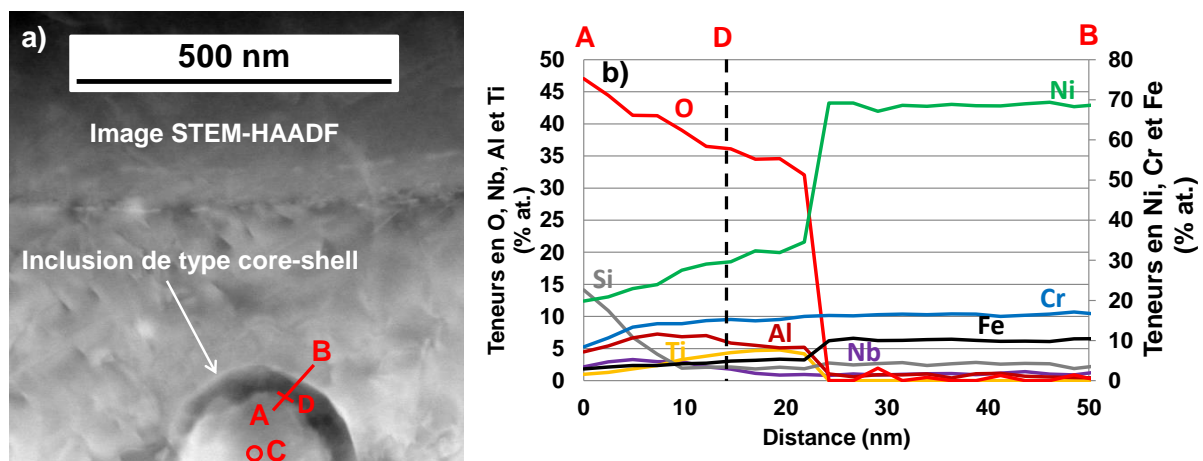 a)
500 nm
Image STEM-HAADF
Inclusion de type core-shell
B
D
A
C
A D B
b)
Teneurs en O, Nb, Al et Ti
(% at.)
50
45
40
35
30
25
20
15
10
5
0
O
Ni
Si
Cr
Al
Fe
Ti
Nb
80
70
60
50
40
30
20
10
0
Teneurs en Ni, Cr et Fe
(% at.)
0 10 20 30 40 50
Distance (nm)